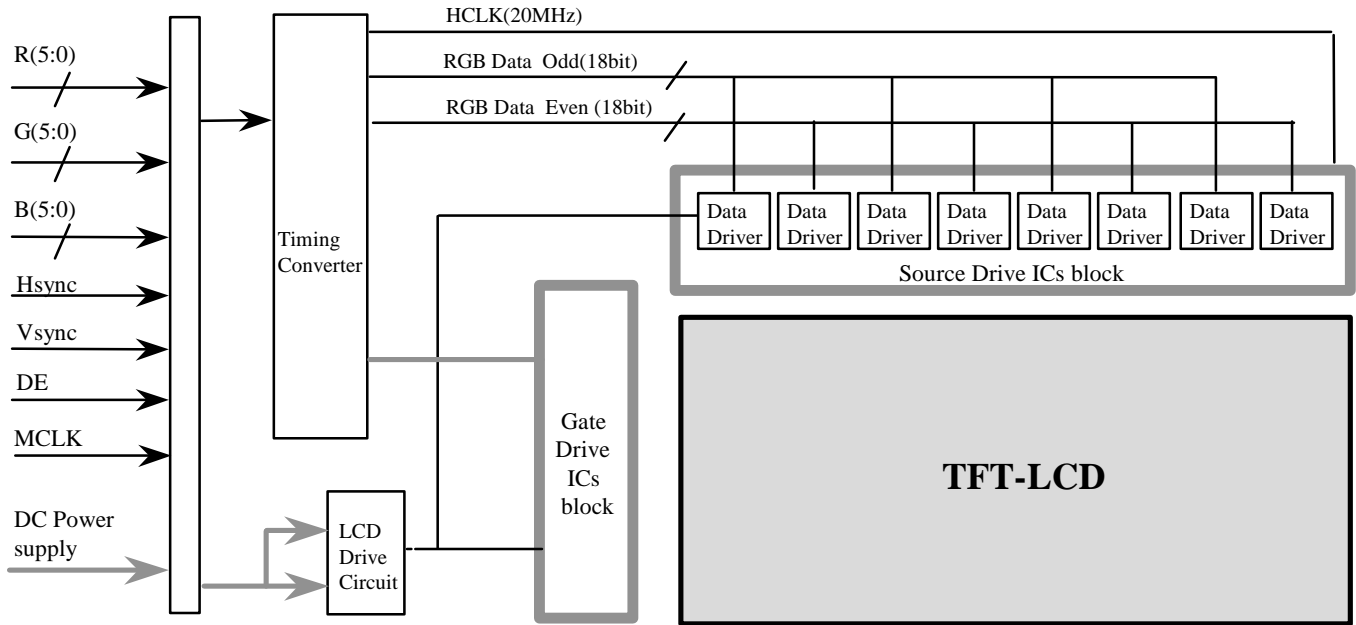 HCLK(20MHz)
R(5:0)
RGB Data Odd(18bit)
RGB Data Even (18bit)
G(5:0)
B(5:0)
Timing
Converter
Data
Driver
Data
Driver
Data
Driver
Data
Driver
Data
Driver
Data
Driver
Data
Driver
Data
Driver
Source Drive ICs block
Hsync
Vsync
DE
MCLK
Gate
Drive
ICs
block
TFT-LCD
DC Power
supply
LCD
Drive
Circuit